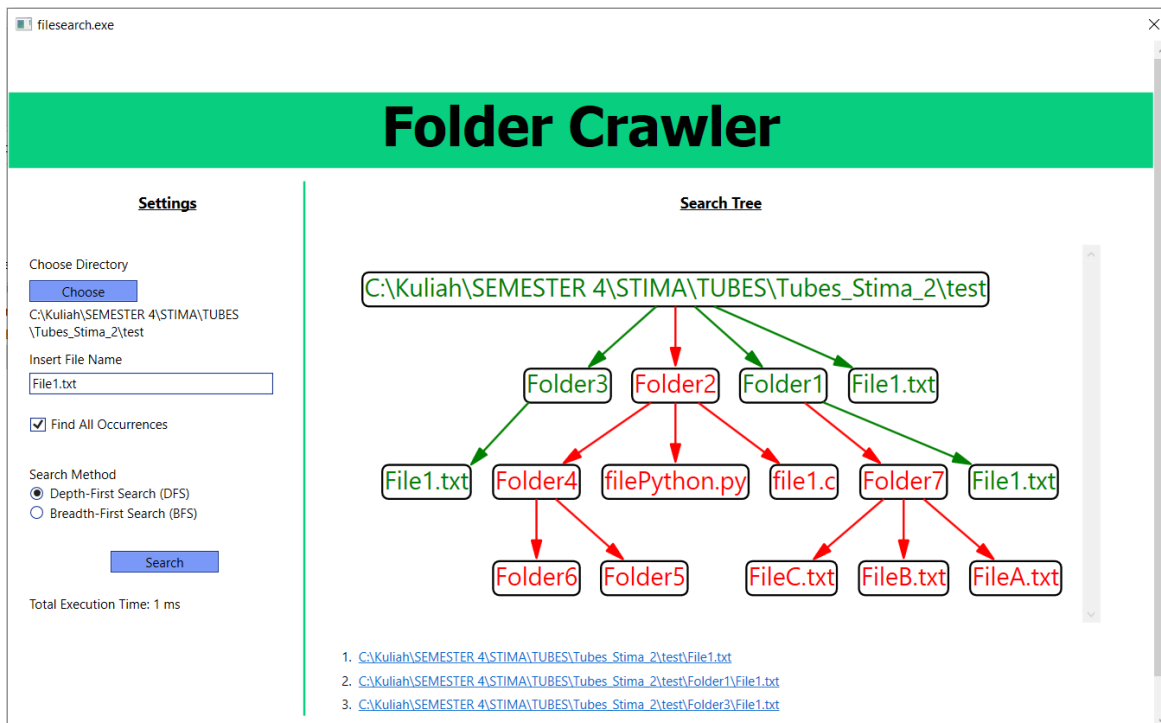 filesearch.exe
Folder Crawler
Settings
Choose Directory
Choose
C:\Kuliah\SEMESTER 4\STIMA\TUBES
\Tubes_Stima_2\test
Insert File Name
File1.txt
Find All Occurrences
Search Method
Depth-First Search (DFS)
Breadth-First Search (BFS)
Search
Total Execution Time: 1 ms
Search Tree
C:\Kuliah\SEMESTER 4\STIMA\TUBES\Tubes_Stima_2\test
Folder3 Folder2 Folder1 File1.txt
File1.txt Folder4 filePython.py file1.c Folder7 File1.txt
Folder6 Folder5 FileC.txt FileB.txt FileA.txt
1. C:\Kuliah\SEMESTER 4\STIMA\TUBES\Tubes_Stima_2\test\File1.txt
2. C:\Kuliah\SEMESTER 4\STIMA\TUBES\Tubes_Stima_2\test\Folder1\File1.txt
3. C:\Kuliah\SEMESTER 4\STIMA\TUBES\Tubes_Stima_2\test\Folder3\File1.txt